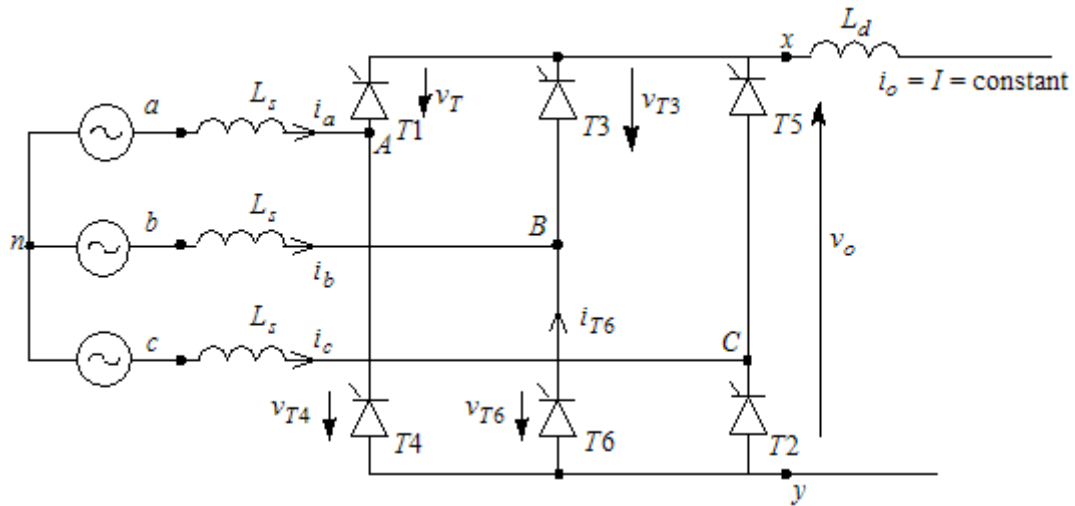 x
L_d
i_o = I = constant
a
L_s
i_a
A
T1
v_T
T3
v_T3
T5
n
b
L_s
i_b
B
v_o
c
L_s
i_c
i_T6
C
v_T4
T4
v_T6
T6
T2
y